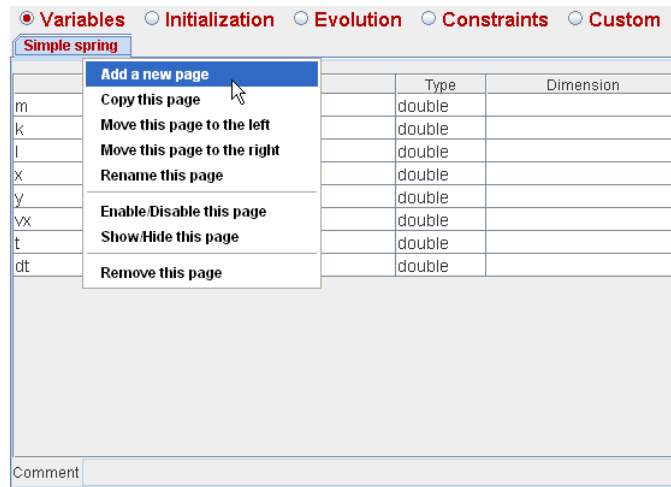 Variables Initialization Evolution Constraints Custom
Simple spring
Add a new page
Type Dimension
Copy this page
m double
Move this page to the left
k double
Move this page to the right
l double
Rename this page
x double
y double
Enable/Disable this page
vx double
Show/Hide this page
t double
Remove this page
dt double
Comment